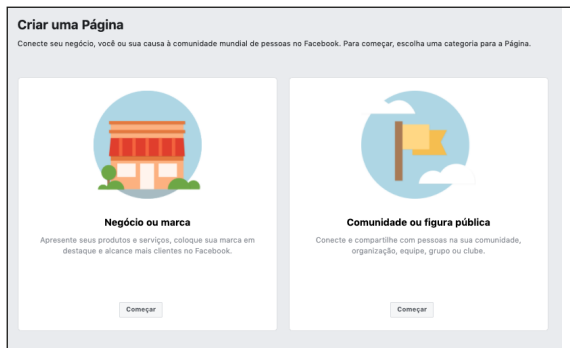 Criar uma Página
Conecte seu negócio, você ou sua causa à comunidade mundial de pessoas no Facebook. Para começar, escolha uma categoria para a Página.
Negócio ou marca
Apresente seus produtos e serviços, coloque sua marca em
destaque e alcance mais clientes no Facebook.
Começar
Comunidade ou figura pública
Conecte e compartilhe com pessoas na sua comunidade,
organização, equipe, grupo ou clube.
Começar